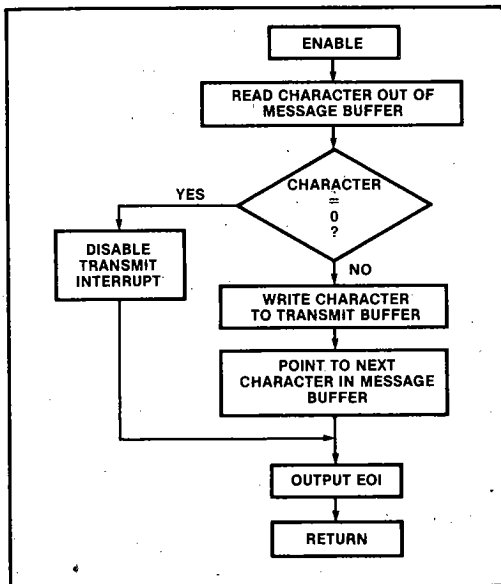 ENABLE
READ CHARACTER OUT OF
MESSAGE BUFFER
CHARACTER
=
0
?
YES
NO
DISABLE
TRANSMIT
INTERRUPT
WRITE CHARACTER
TO TRANSMIT BUFFER
POINT TO NEXT
CHARACTER IN MESSAGE
BUFFER
OUTPUT EOI
RETURN